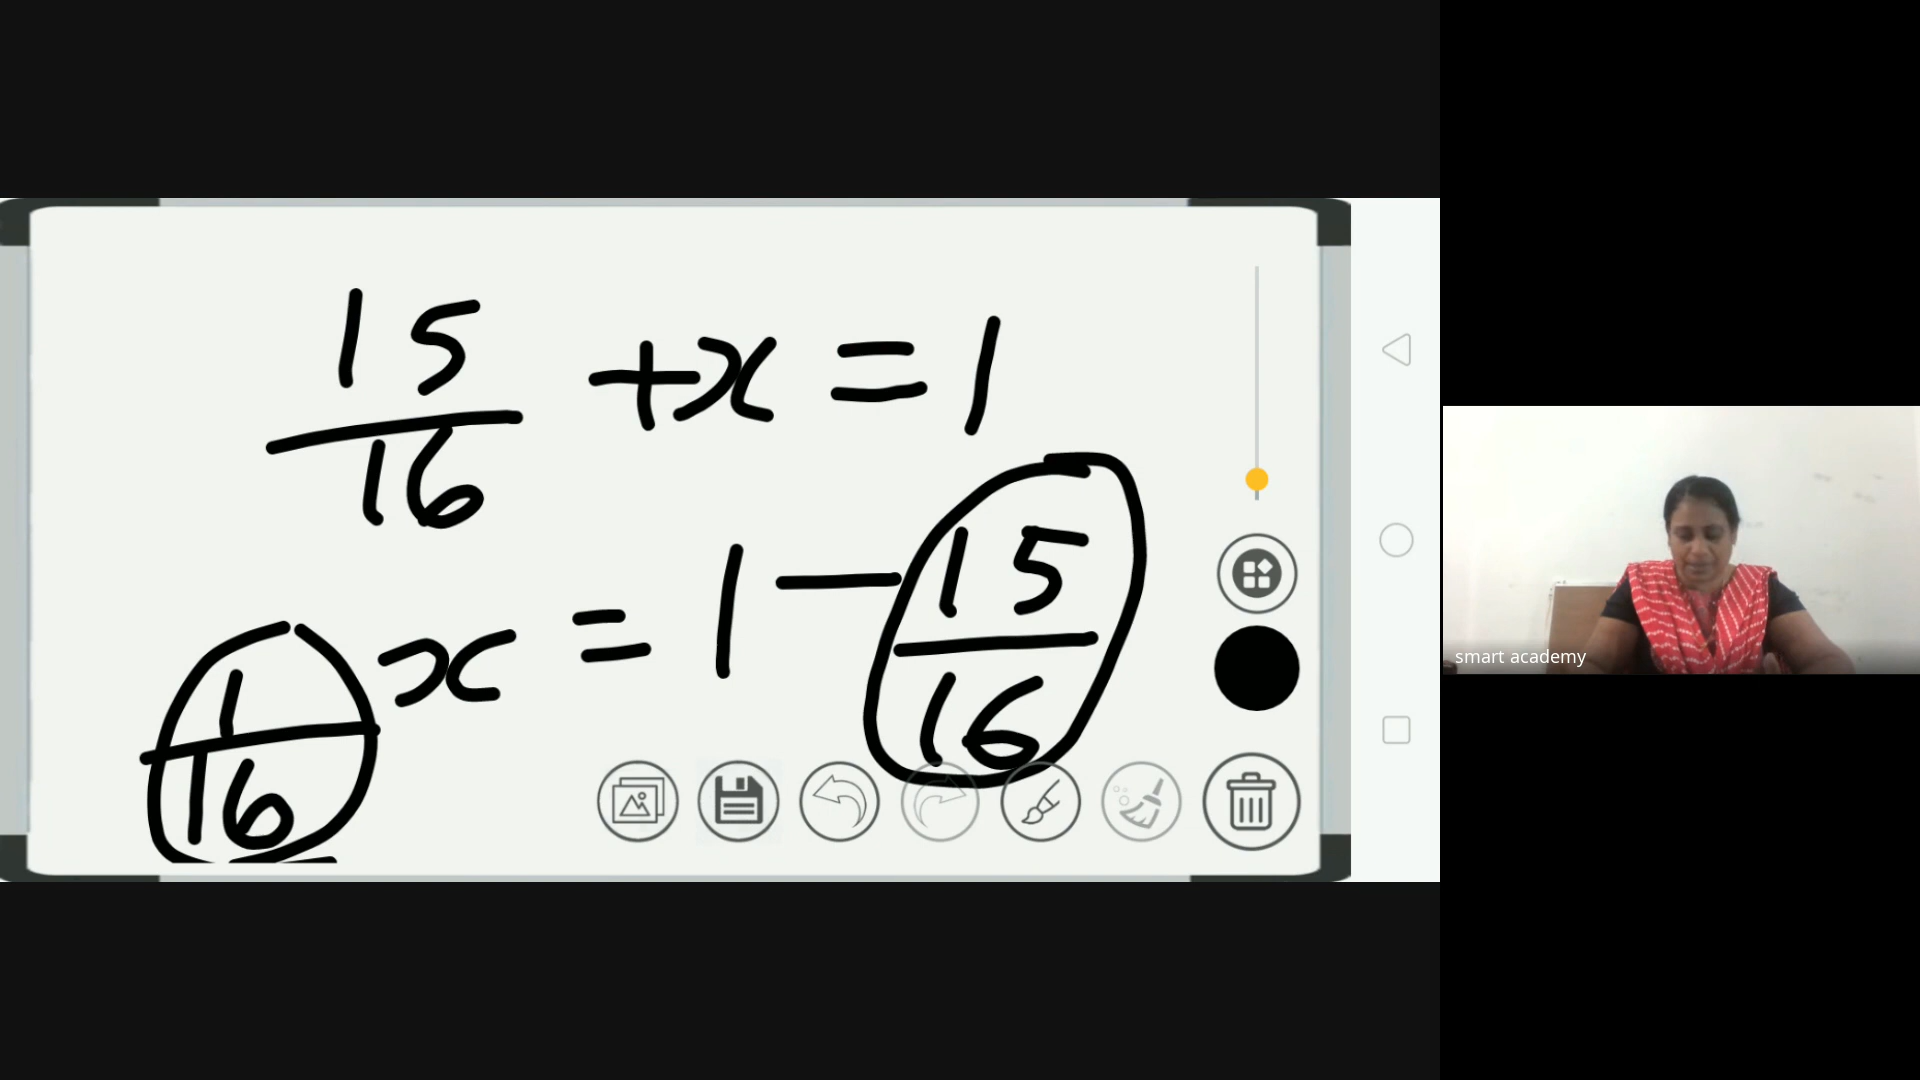 15/16 + x = 1
x = 1 - 15/16
1/16
smart academy